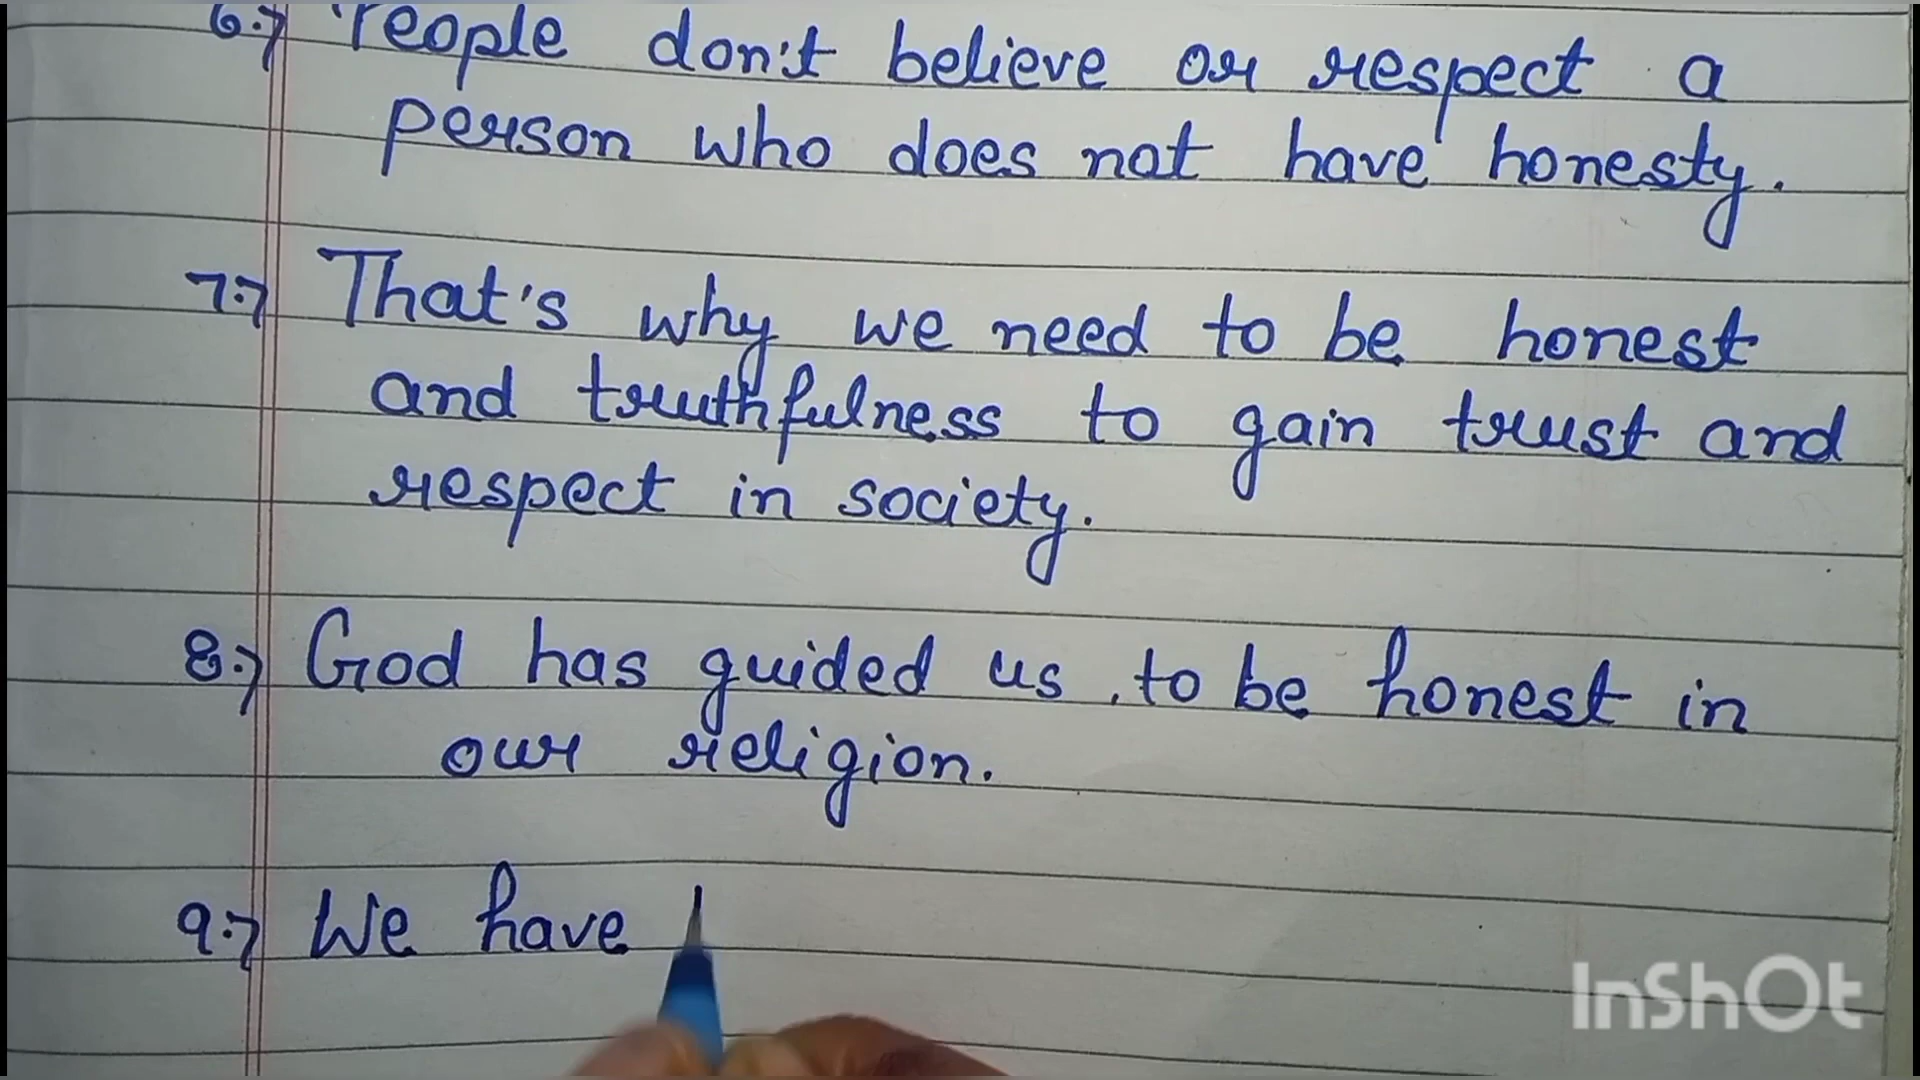 6.) People don't believe or respect a
person who does not have honesty.
7.) That's why we need to be honest
and truthfulness to gain trust and
respect in society.
8.) God has guided us to be honest in
our religion.
9.) We have
InShOt